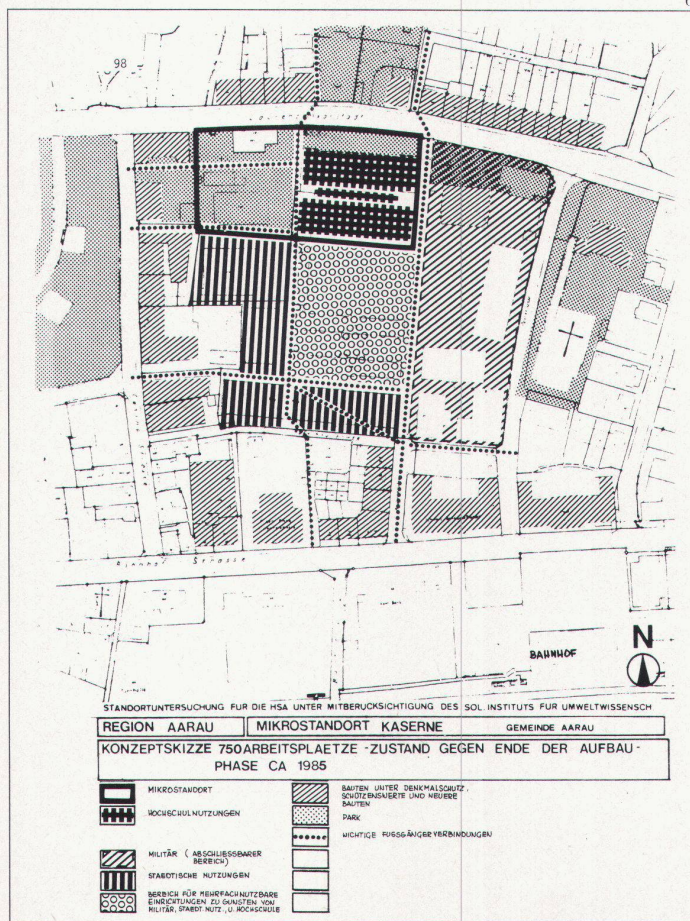 98
BAHNHOF
N
STANDORTUNTERSUCHUNG FUR DIE HSA UNTER MITBERUCKSICHTIGUNG DES SOL. INSTITUTS FUR UMWELTWISSENSCH
REGION AARAU
MIKROSTANDORT KASERNE
GEMEINDE AARAU
KONZEPTSKIZZE 750 ARBEITSPLAETZE - ZUSTAND GEGEN ENDE DER AUFBAU-
PHASE CA 1985
MIKROSTANDORT
HOCHSCHULNUTZUNGEN
MILITÄR ( ABSCHLIESSBARER
BEREICH)
STAEDTISCHE NUTZUNGEN
BEREICH FÜR MEHRFACHNUTZBARE
EINRICHTUNGEN ZU GUNSTEN VON
MILITÄR, STAEDT. NUTZ., U. HOCHSCHULE
BAUTEN UNTER DENKMALSCHUTZ,
SCHÜTZENSWERTE UND NEUERE
BAUTEN
PARK
WICHTIGE FUSSGÄNGERVERBINDUNGEN